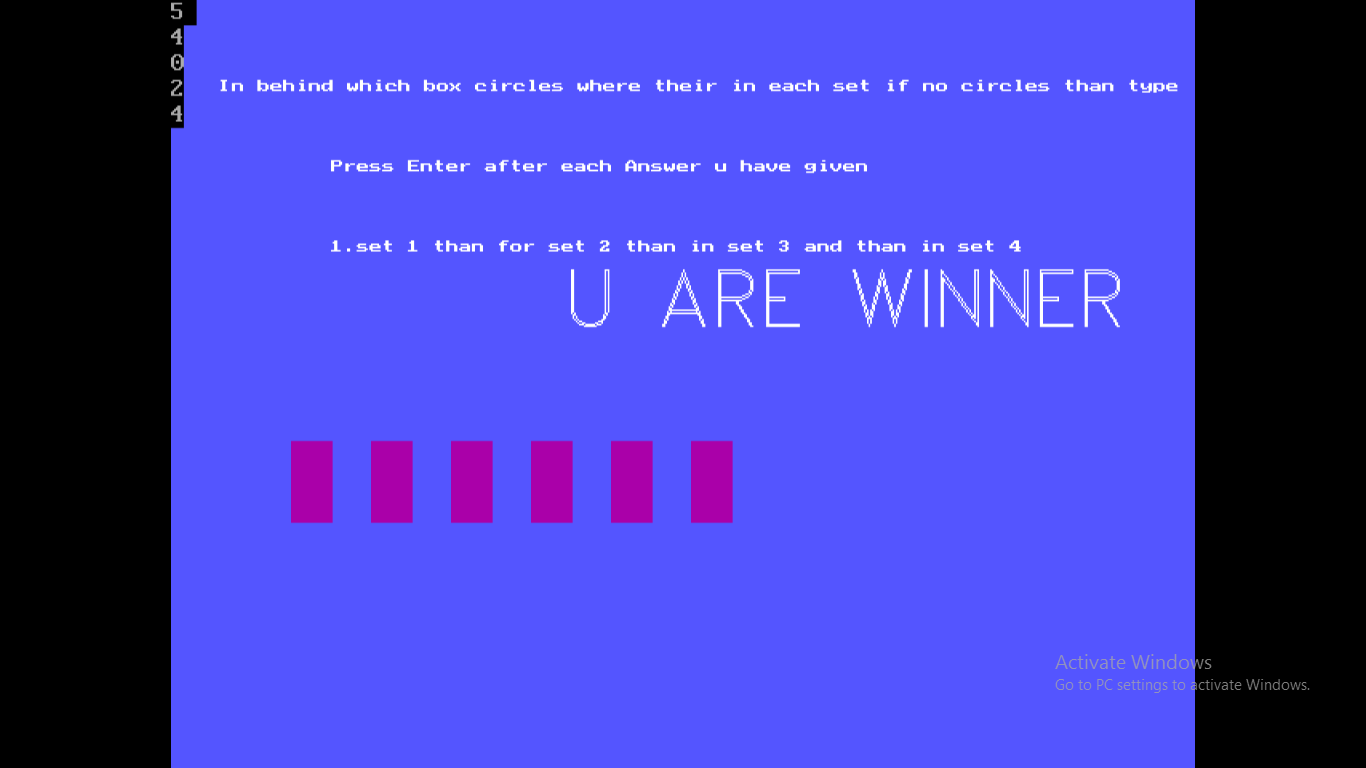 5
4
0
2
4
In behind which box circles where their in each set if no circles than type
Press Enter after each Answer u have given
1.set 1 than for set 2 than in set 3 and than in set 4
U ARE WINNER
Activate Windows
Go to PC settings to activate Windows.